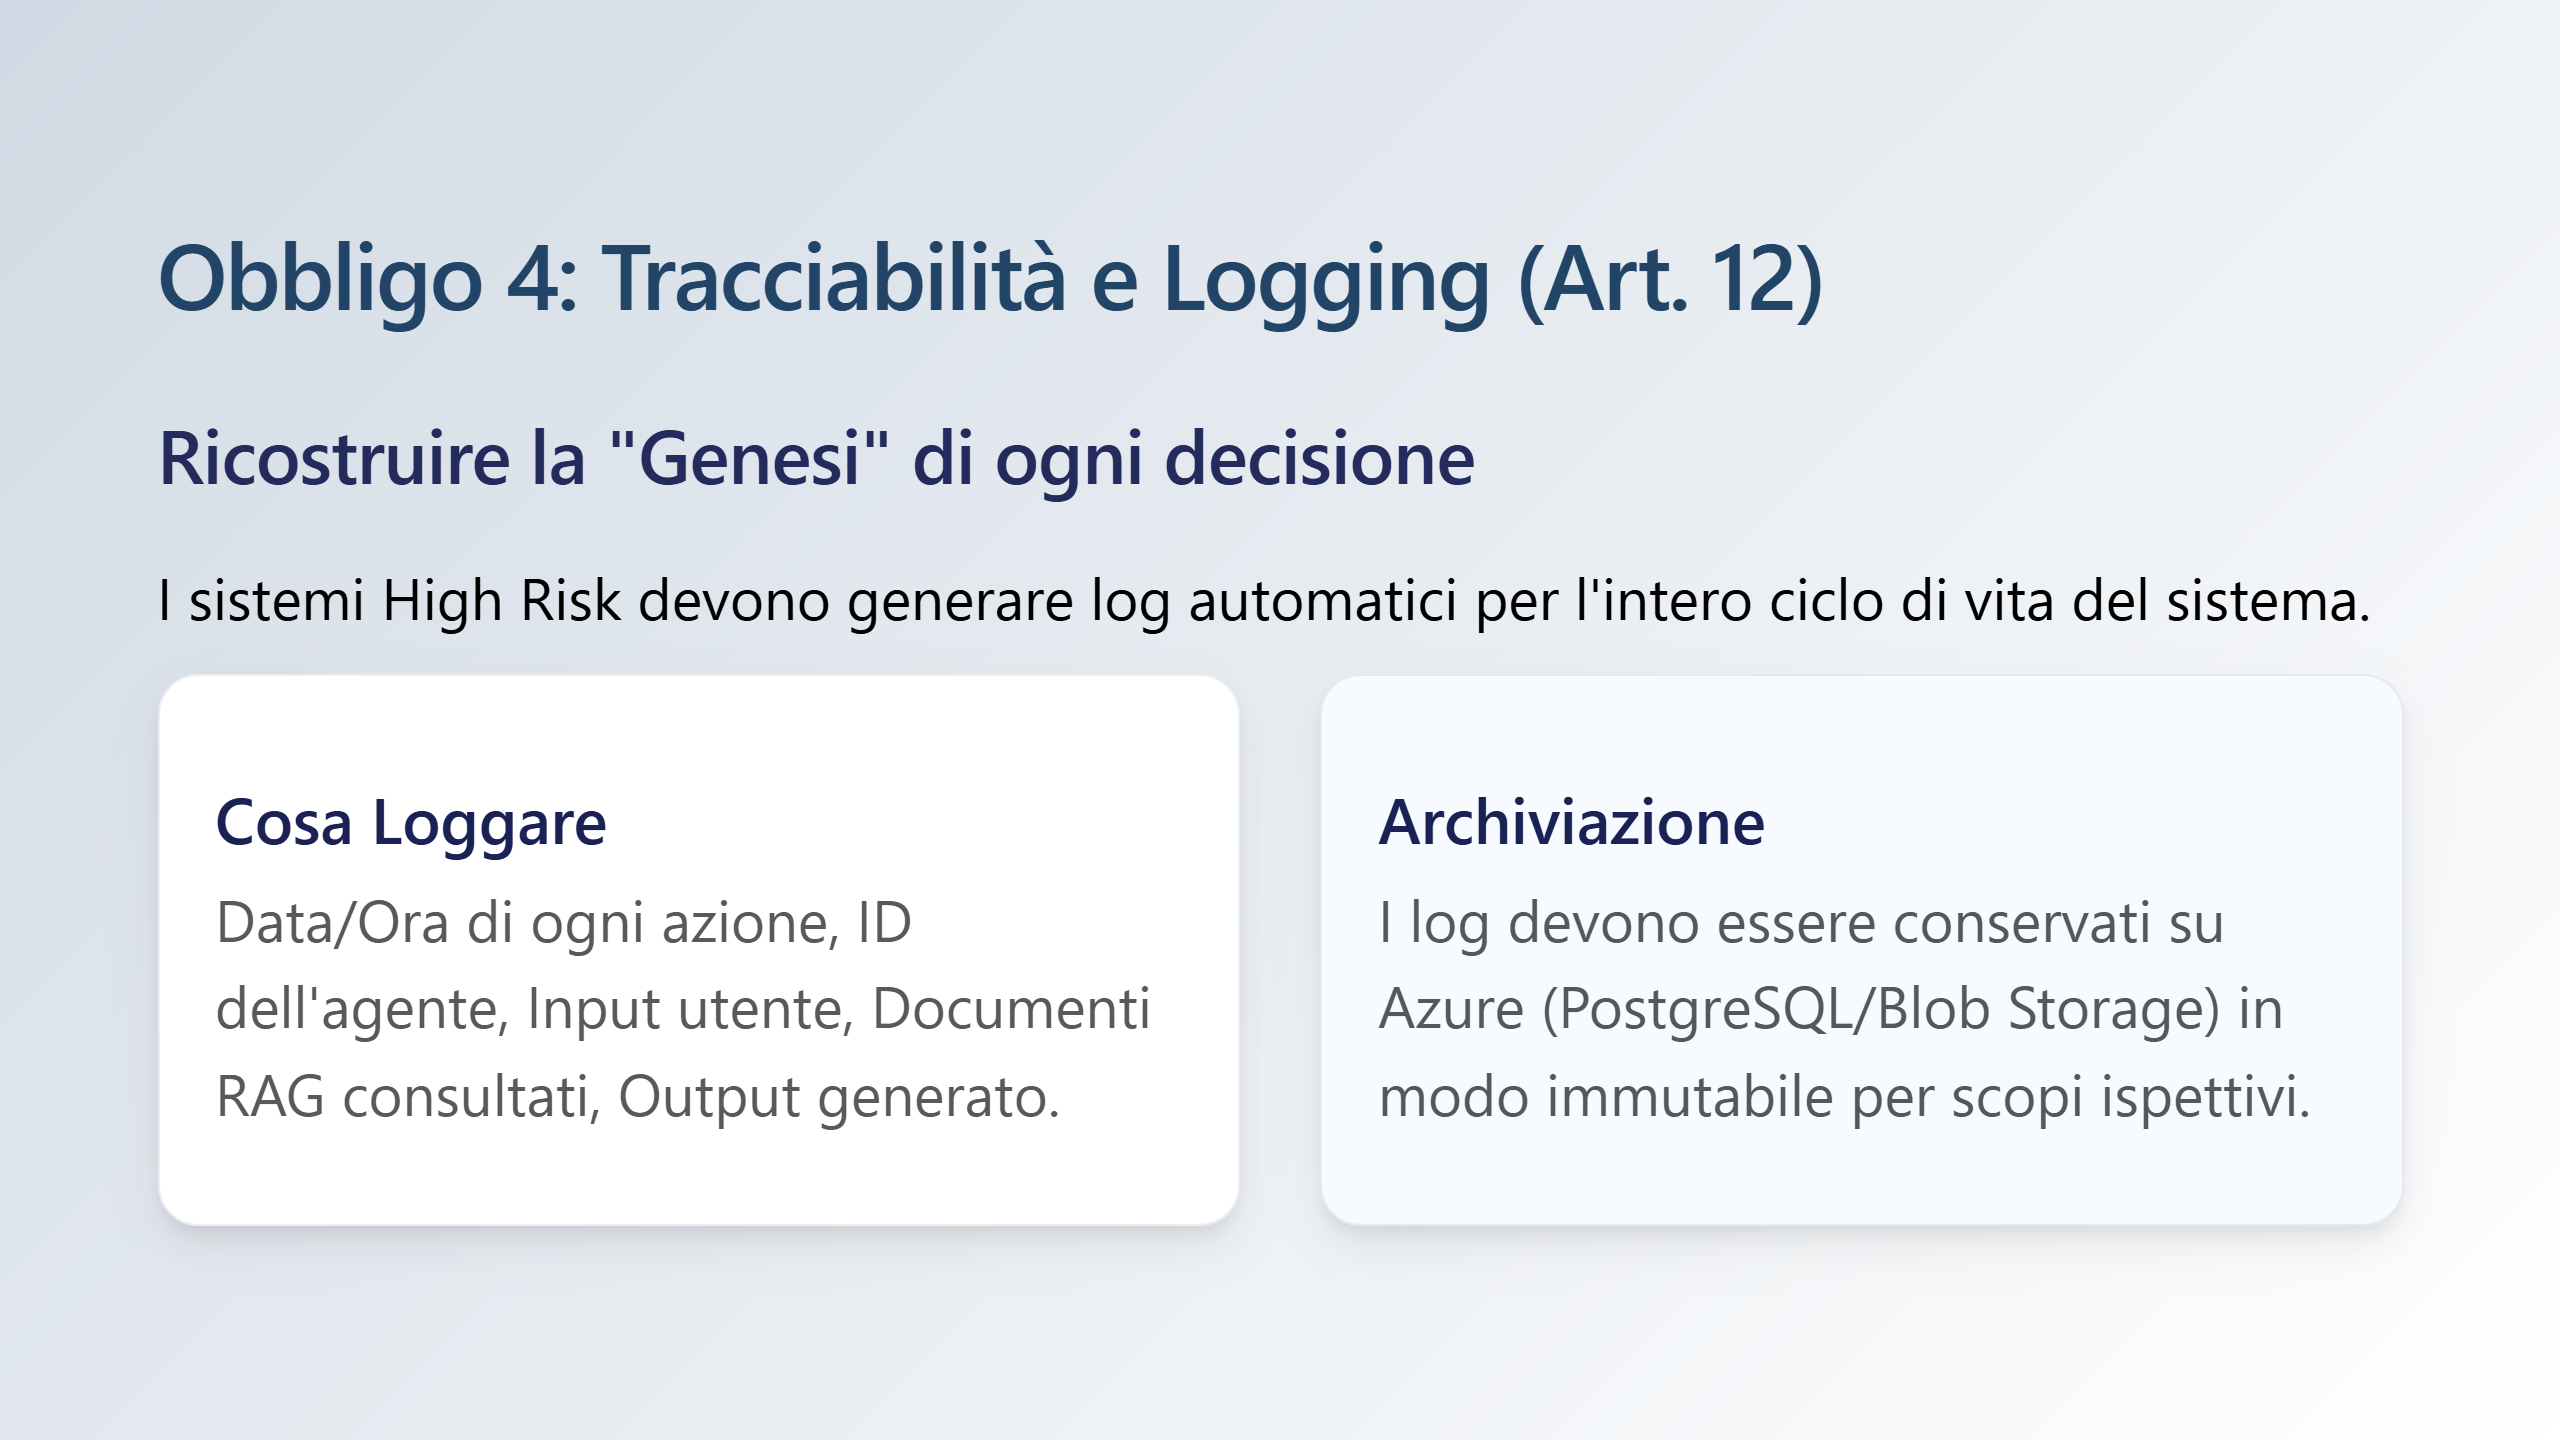 Obbligo 4: Tracciabilità e Logging (Art. 12)
Ricostruire la "Genesi" di ogni decisione
I sistemi High Risk devono generare log automatici per l'intero ciclo di vita del sistema.
Cosa Loggare
Data/Ora di ogni azione, ID
dell'agente, Input utente, Documenti
RAG consultati, Output generato.
Archiviazione
I log devono essere conservati su
Azure (PostgreSQL/Blob Storage) in
modo immutabile per scopi ispettivi.